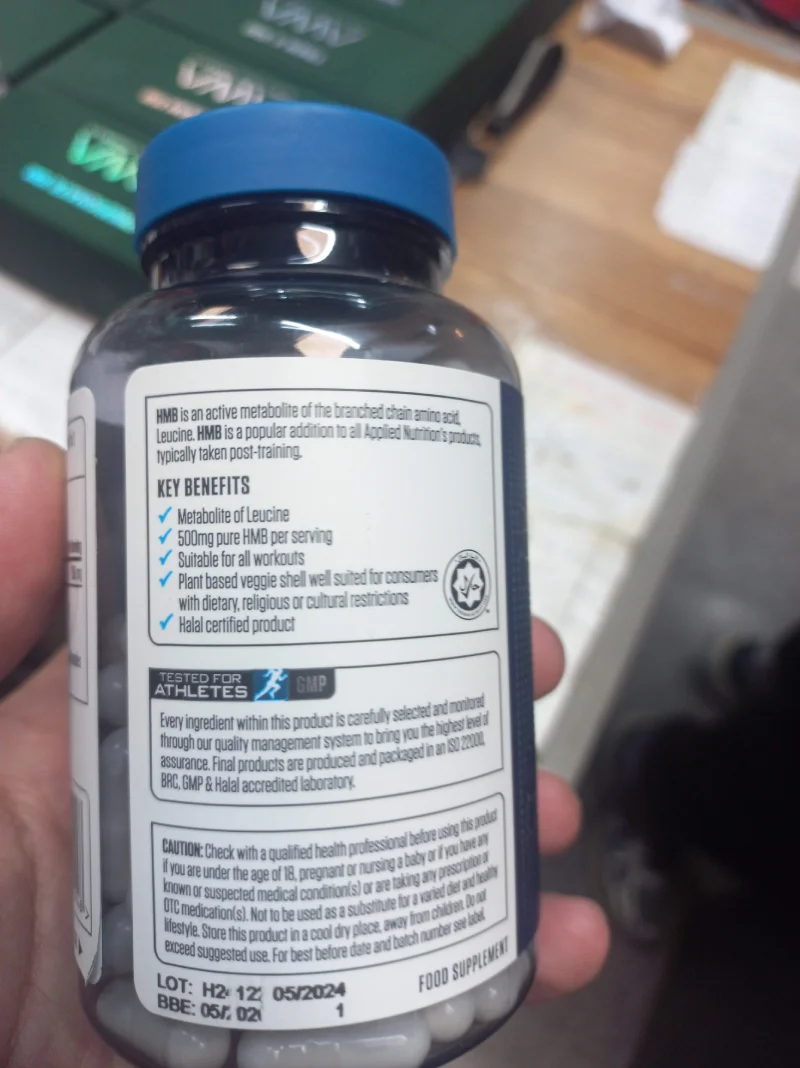 HMB is an active metabolite of the branched chain amino acid,
Leucine. HMB is a popular addition to all Applied Nutrition's products,
typically taken post-training.
KEY BENEFITS
✓ Metabolite of Leucine
✓ 500mg pure HMB per serving
✓ Suitable for all workouts
✓ Plant based veggie shell well suited for consumers
with dietary, religious or cultural restrictions
✓ Halal certified product
TESTED FOR
ATHLETES
GMP
Every ingredient within this product is carefully selected and monitored
through our quality management system to bring you the highest level of
assurance. Final products are produced and packaged in an ISO 22000,
BRC, GMP & Halal accredited laboratory.
CAUTION: Check with a qualified health professional before using this product
if you are under the age of 18, pregnant or nursing a baby or if you have any
known or suspected medical condition(s) or are taking any prescription or
OTC medication(s). Not to be used as a substitute for a varied diet and healthy
lifestyle. Store this product in a cool dry place, away from children. Do not
exceed suggested use. For best before date and batch number see label.
FOOD SUPPLEMENT
LOT: 05/2024
BBE: 1